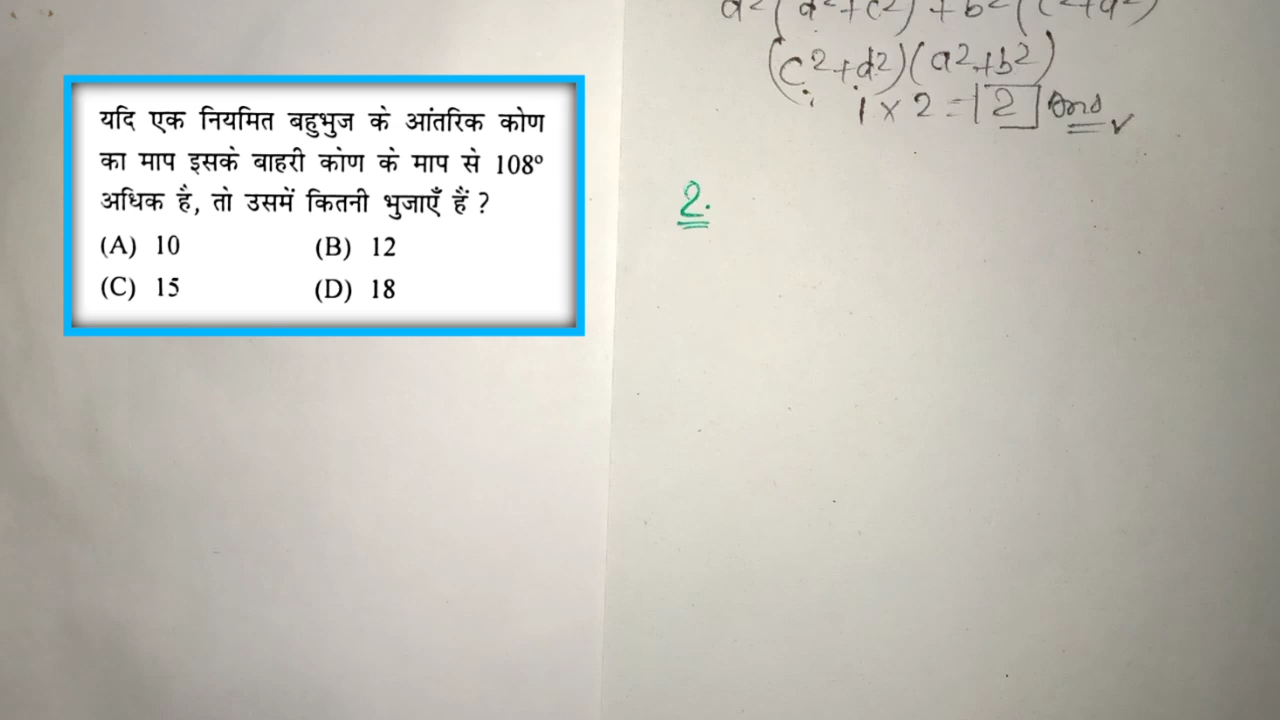 यदि एक नियमित बहुभुज के आंतरिक कोण
का माप इसके बाहरी कोण के माप से 108°
अधिक है, तो उसमें कितनी भुजाएँ हैं ?
(A) 10 (B) 12
(C) 15 (D) 18
(c²+d²)(a²+b²)
1 × 2 = 2 Ans
2.